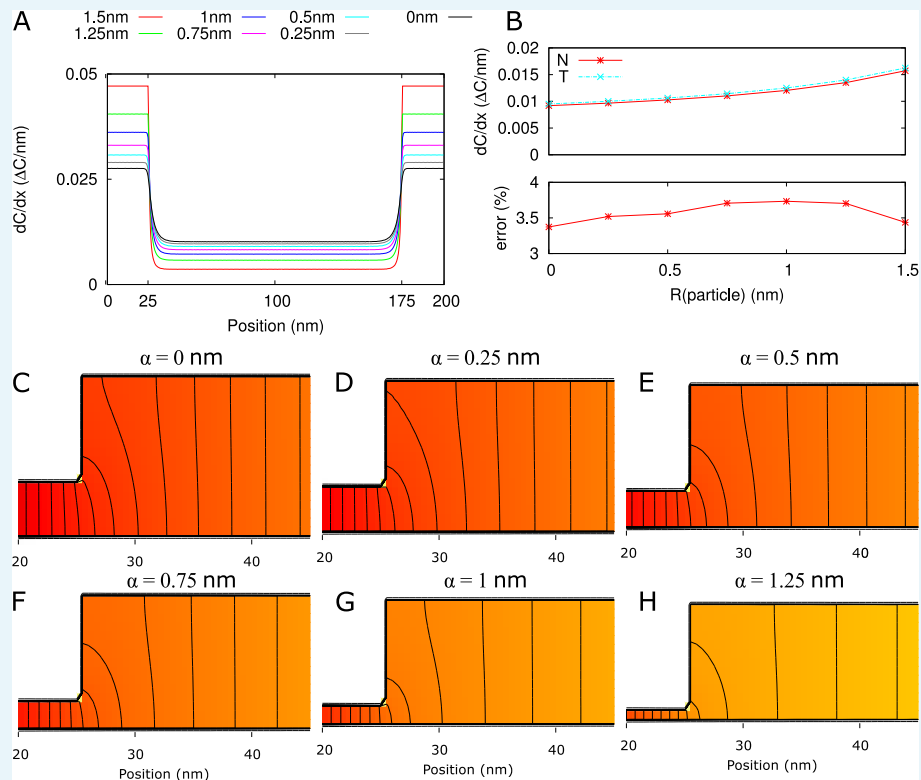 A
1.5nm 1nm 0.5nm 0nm
1.25nm 0.75nm 0.25nm
0.05
0.025
0
dC/dx (ΔC/nm)
0 25 100 175 200
Position (nm)
B
0.02
0.015
0.01
0.005
0
dC/dx (ΔC/nm)
N
T
4
3.5
3
error (%)
0 0.5 1 1.5
R(particle) (nm)
C
α = 0 nm
20 30 40
D
α = 0.25 nm
20 30 40
E
α = 0.5 nm
20 30 40
F
α = 0.75 nm
20 30 40
Position (nm)
G
α = 1 nm
20 30 40
Position (nm)
H
α = 1.25 nm
20 30 40
Position (nm)